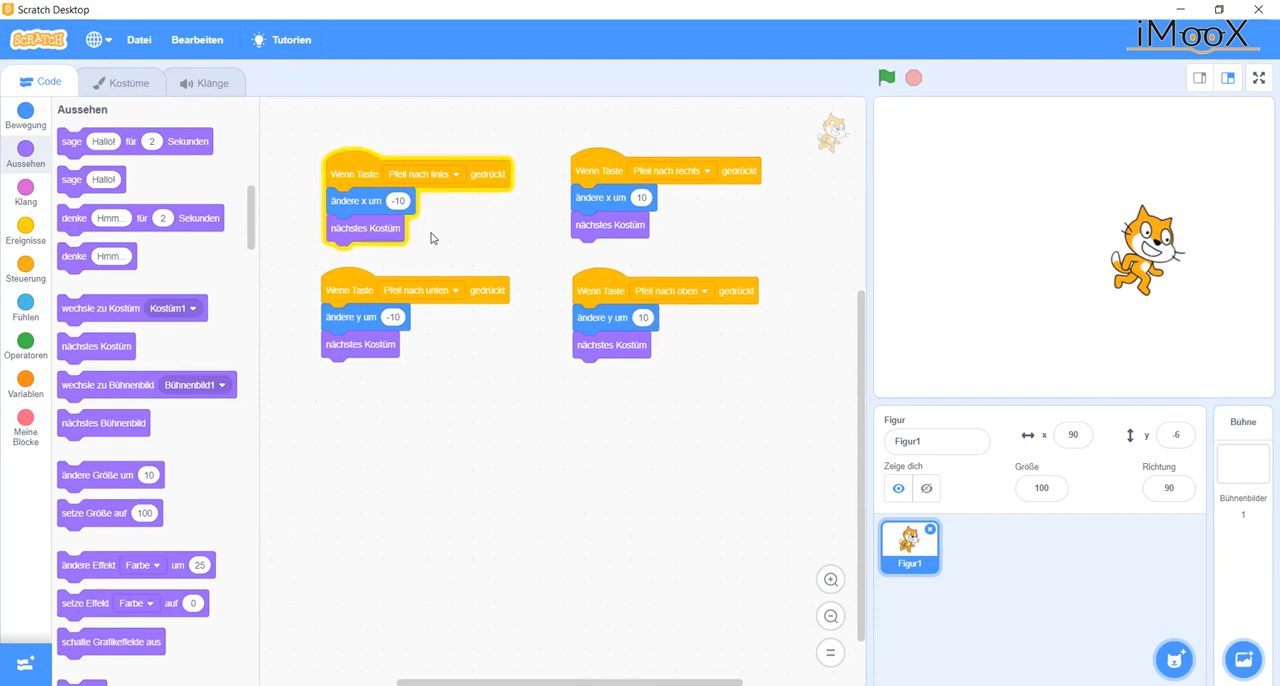 Scratch Desktop
SCRATCH
Datei
Bearbeiten
Tutorien
iMooX
Code
Kostüme
Klänge
Bewegung
Aussehen
Klang
Ereignisse
Steuerung
Fühlen
Operatoren
Variablen
Meine
Blöcke
Aussehen
sage Hallo! für 2 Sekunden
sage Hallo!
denke Hmm... für 2 Sekunden
denke Hmm...
wechsle zu Kostüm Kostüm1
nächstes Kostüm
wechsle zu Bühnenbild Bühnenbild1
nächstes Bühnenbild
ändere Größe um 10
setze Größe auf 100
ändere Effekt Farbe um 25
setze Effekt Farbe auf 0
schalte Grafikeffekte aus
Wenn Taste Pfeil nach links gedrückt
ändere x um -10
nächstes Kostüm
Wenn Taste Pfeil nach rechts gedrückt
ändere x um 10
nächstes Kostüm
Wenn Taste Pfeil nach unten gedrückt
ändere y um -10
nächstes Kostüm
Wenn Taste Pfeil nach oben gedrückt
ändere y um 10
nächstes Kostüm
Figur
Figur1
x 90
y -6
Zeige dich
Größe
100
Richtung
90
Figur1
Bühne
Bühnenbilder
1